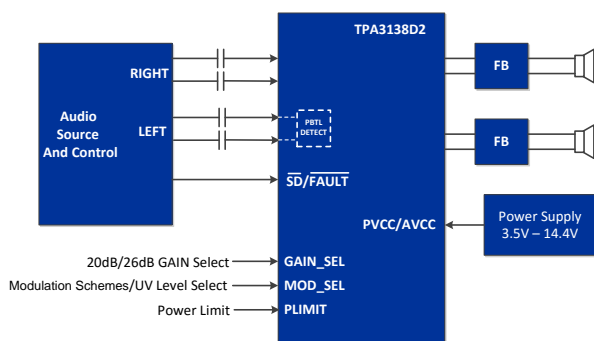 TPA3138D2
RIGHT
FB
Audio
Source
And Control
LEFT
PBTL
DETECT
FB
SD/FAULT
PVCC/AVCC
Power Supply
3.5V – 14.4V
20dB/26dB GAIN Select
GAIN_SEL
Modulation Schemes/UV Level Select
MOD_SEL
Power Limit
PLIMIT